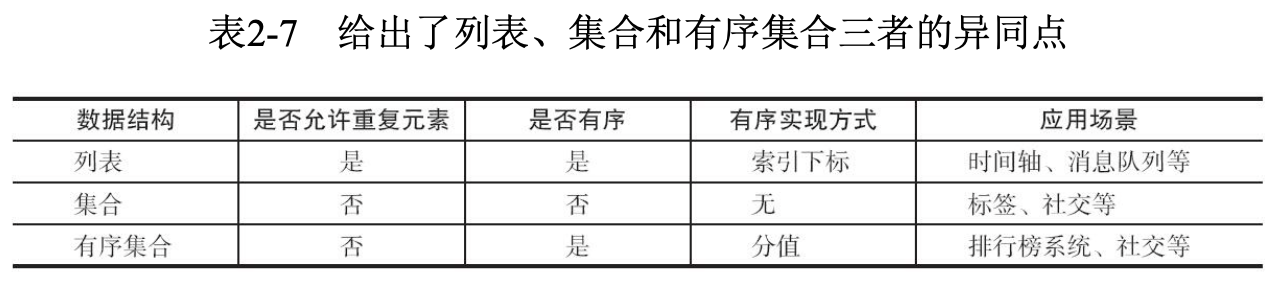 表2-7 给出了列表、集合和有序集合三者的异同点
数据结构 是否允许重复元素 是否有序 有序实现方式 应用场景
列表 是 是 索引下标 时间轴、消息队列等
集合 否 否 无 标签、社交等
有序集合 否 是 分值 排行榜系统、社交等